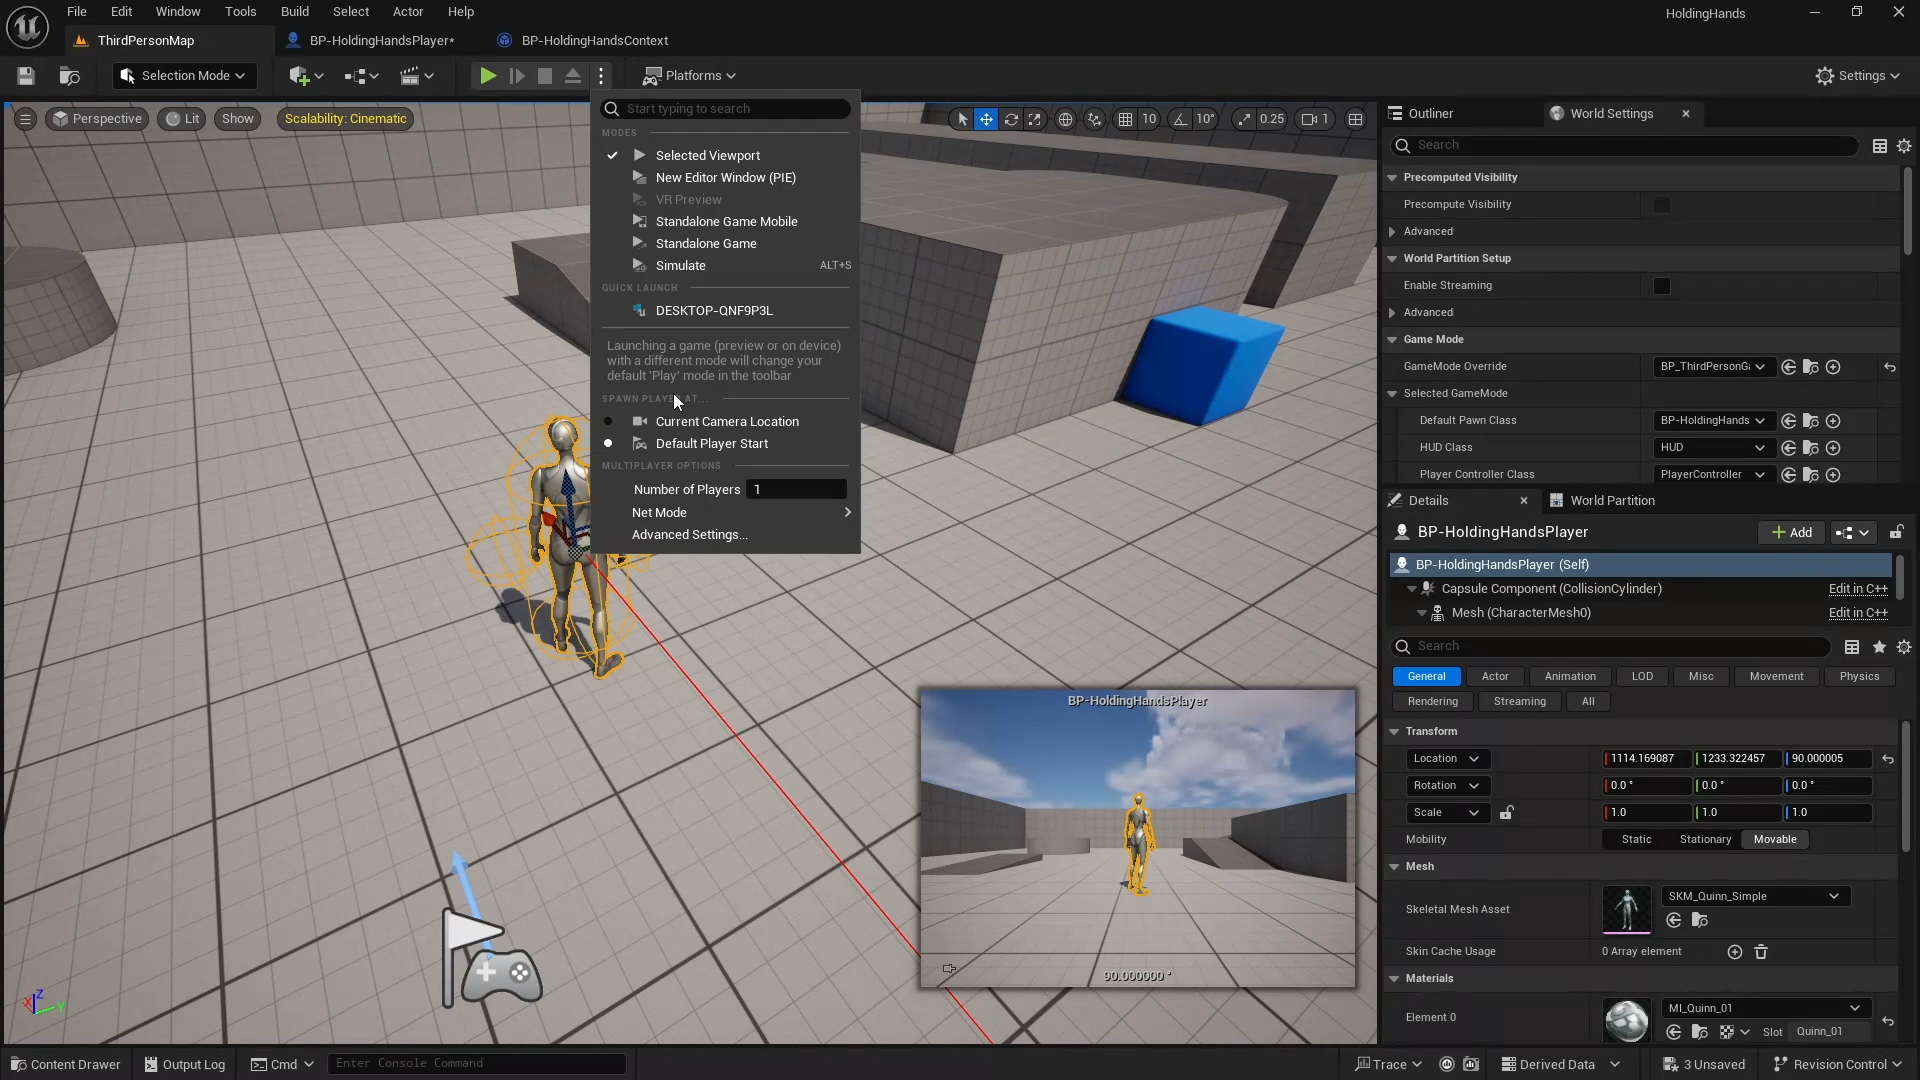 File Edit Window Tools Build Select Actor Help
HoldingHands
ThirdPersonMap
BP-HoldingHandsPlayer*
BP-HoldingHandsContext
Selection Mode
Platforms
Settings
Perspective
Lit
Show
Scalability: Cinematic
10
10°
0.25
1
Start typing to search
MODES
Selected Viewport
New Editor Window (PIE)
VR Preview
Standalone Game Mobile
Standalone Game
Simulate ALT+S
QUICK LAUNCH
DESKTOP-QNF9P3L
Launching a game (preview or on device)
with a different mode will change your
default 'Play' mode in the toolbar
SPAWN PLAYER AT...
Current Camera Location
Default Player Start
MULTIPLAYER OPTIONS
Number of Players 1
Net Mode
Advanced Settings...
BP-HoldingHandsPlayer
90.000000 °
X Z Y
Outliner
World Settings
Search
Precomputed Visibility
Precompute Visibility
Advanced
World Partition Setup
Enable Streaming
Advanced
Game Mode
GameMode Override BP_ThirdPersonG
Selected GameMode
Default Pawn Class BP-HoldingHands
HUD Class HUD
Player Controller Class PlayerController
Details
World Partition
BP-HoldingHandsPlayer
Add
BP-HoldingHandsPlayer (Self)
Capsule Component (CollisionCylinder) Edit in C++
Mesh (CharacterMesh0) Edit in C++
Search
General Actor Animation LOD Misc Movement Physics
Rendering Streaming All
Transform
Location 1114.169087 1233.322457 90.000005
Rotation 0.0 ° 0.0 ° 0.0 °
Scale 1.0 1.0 1.0
Mobility Static Stationary Movable
Mesh
Skeletal Mesh Asset SKM_Quinn_Simple
Skin Cache Usage 0 Array element
Materials
Element 0 MI_Quinn_01
Slot Quinn_01
Content Drawer
Output Log
Cmd
Enter Console Command
Trace
Derived Data
3 Unsaved
Revision Control